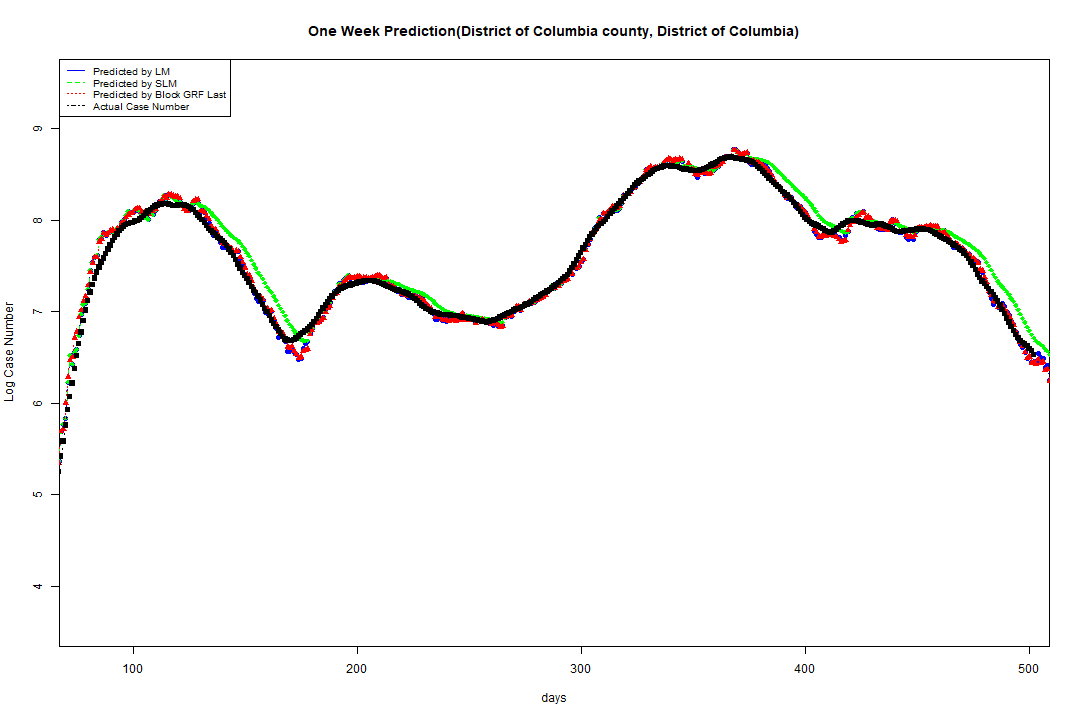 One Week Prediction(District of Columbia county, District of Columbia)
Predicted by LM
Predicted by SLM
Predicted by Block GRF Last
Actual Case Number
Log Case Number
9
8
7
6
5
4
100 200 300 400 500
days